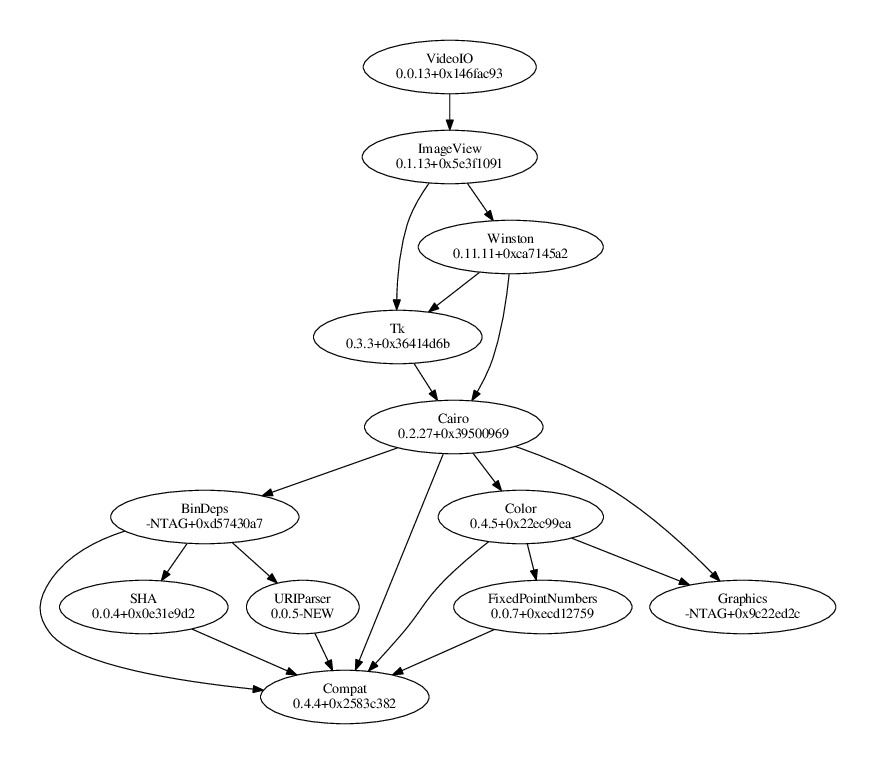 VideoIO
0.0.13+0x146fac93
ImageView
0.1.13+0x5e3f1091
Winston
0.11.11+0xca7145a2
Tk
0.3.3+0x36414d6b
Cairo
0.2.27+0x39500969
BinDeps
-NTAG+0xd57430a7
Color
0.4.5+0x22ec99ea
SHA
0.0.4+0x0e31e9d2
URIParser
0.0.5-NEW
FixedPointNumbers
0.0.7+0xecd12759
Graphics
-NTAG+0x9c22ed2c
Compat
0.4.4+0x2583c382